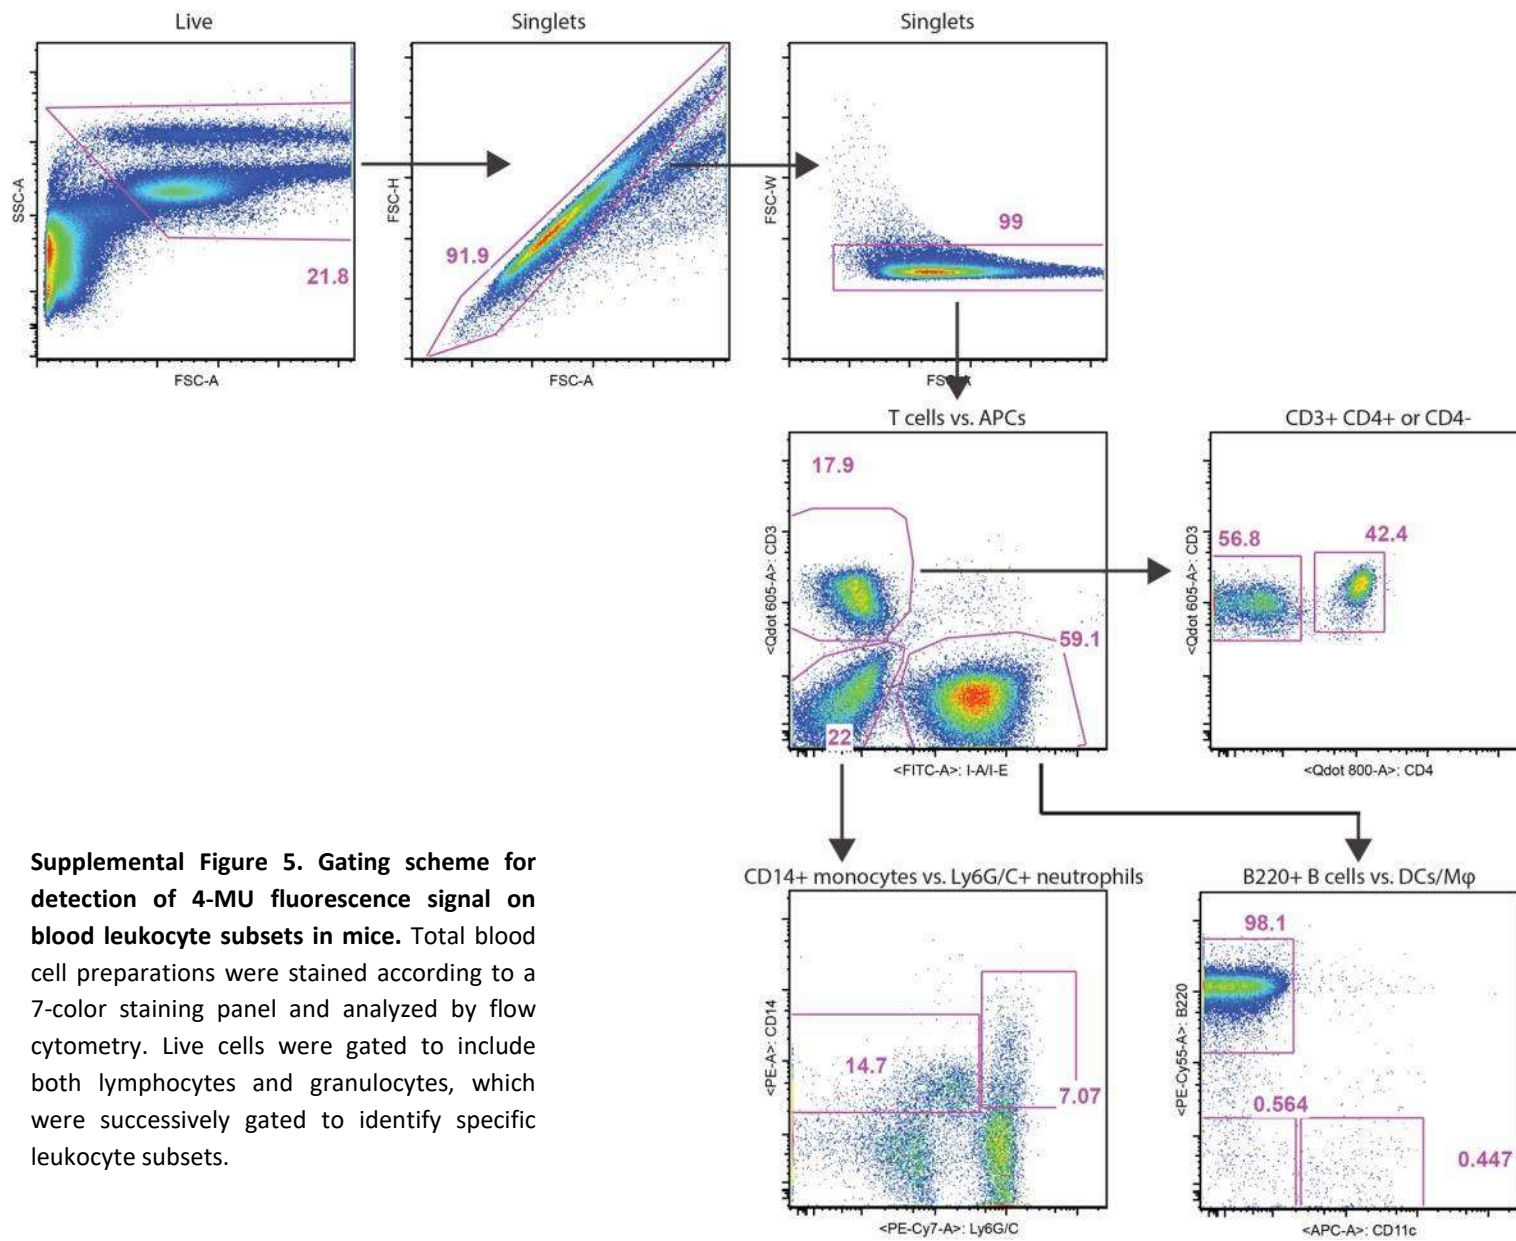 Live
Singlets
Singlets
SSC-A
21.8
FSC-A
FSC-H
91.9
FSC-A
FSC-W
99
T cells vs. APCs
17.9
<Qdot 605-A>: CD3
59.1
22
<FITC-A>: I-A/I-E
CD3+ CD4+ or CD4-
56.8
42.4
<Qdot 605-A>: CD3
<Qdot 800-A>: CD4
CD14+ monocytes vs. Ly6G/C+ neutrophils
<PE-A>: CD14
14.7
7.07
<PE-Cy7-A>: Ly6G/C
B220+ B cells vs. DCs/Mφ
98.1
<PE-Cy55-A>: B220
0.564
0.447
<APC-A>: CD11c
Supplemental Figure 5. Gating scheme for
detection of 4-MU fluorescence signal on
blood leukocyte subsets in mice. Total blood
cell preparations were stained according to a
7-color staining panel and analyzed by flow
cytometry. Live cells were gated to include
both lymphocytes and granulocytes, which
were successively gated to identify specific
leukocyte subsets.